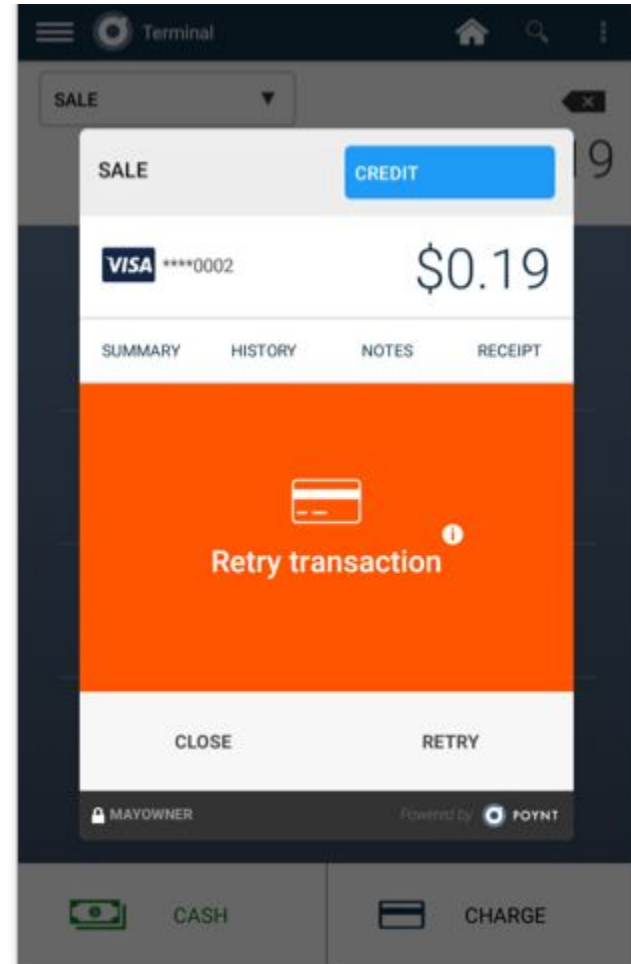 Terminal
SALE
19
SALE CREDIT
VISA ****0002 $0.19
SUMMARY HISTORY NOTES RECEIPT
Retry transaction
CLOSE RETRY
MAYOWNER Powered by POYNT
CASH CHARGE